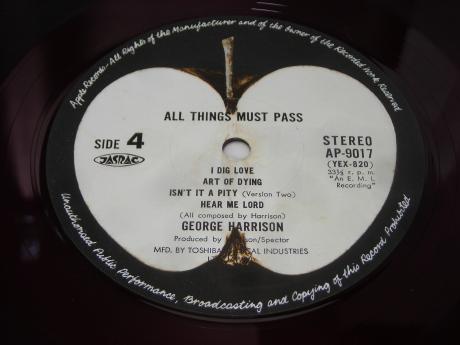 Apple Records-All Rights of the Manufacturer and of the Owner of the Recorded Work Reserved
ALL THINGS MUST PASS
SIDE 4
JASRAC
STEREO
AP-9017
(YEX-820)
33⅓ r.p.m.
"An E.M.I.
Recording"
I DIG LOVE
ART OF DYING
ISN'T IT A PITY (Version Two)
HEAR ME LORD
(All composed by Harrison)
GEORGE HARRISON
Produced by Harrison/Spector
MFD. BY TOSHIBA MUSICAL INDUSTRIES
Unauthorised Public Performance, Broadcasting and Copying of this Record Prohibited